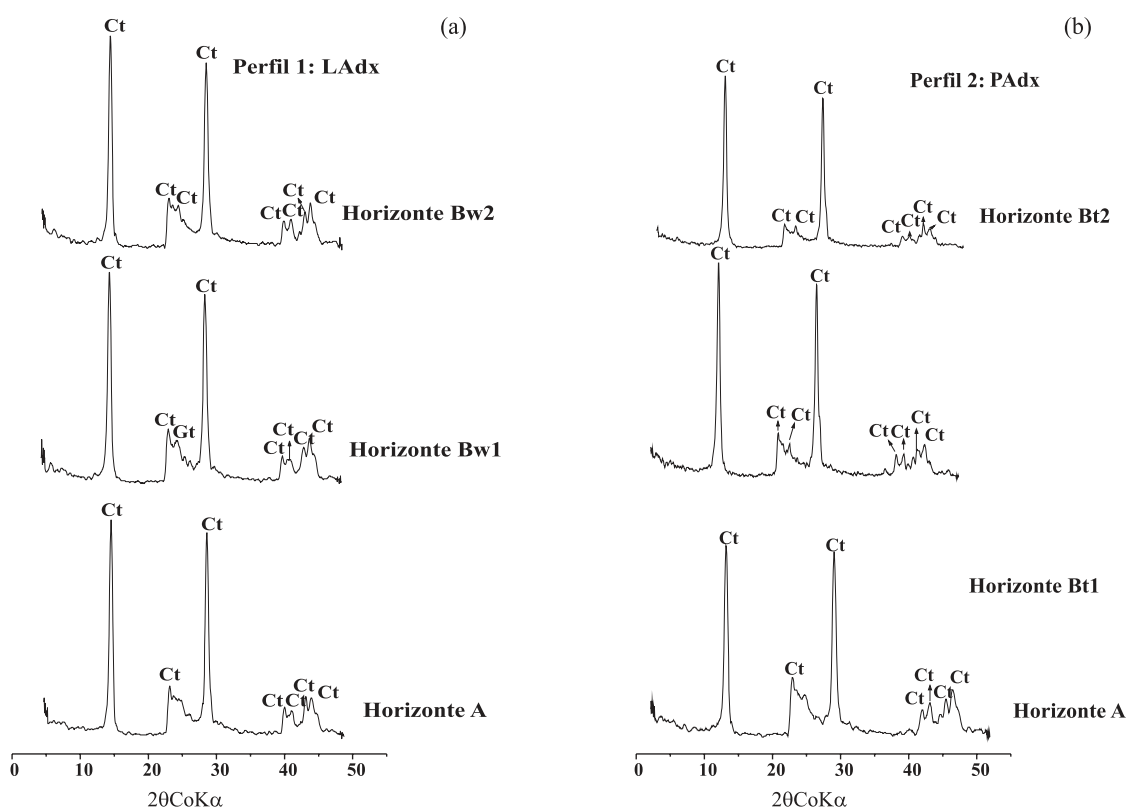 (a)
Perfil 1: LAdx
Ct
Ct
Ct Ct
Ct Ct Ct Ct
Horizonte Bw2
Ct
Ct
Ct Gt
Ct Ct Ct Ct
Horizonte Bw1
Ct
Ct
Ct
Ct Ct Ct Ct
Horizonte A
0 10 20 30 40 50
2θCoKα
(b)
Perfil 2: PAdx
Ct
Ct
Ct Ct
Ct Ct Ct Ct
Horizonte Bt2
Ct
Ct
Ct Ct
Ct Ct Ct Ct
Horizonte Bt1
Ct
Ct
Ct
Ct Ct Ct Ct
Horizonte A
0 10 20 30 40 50
2θCoKα